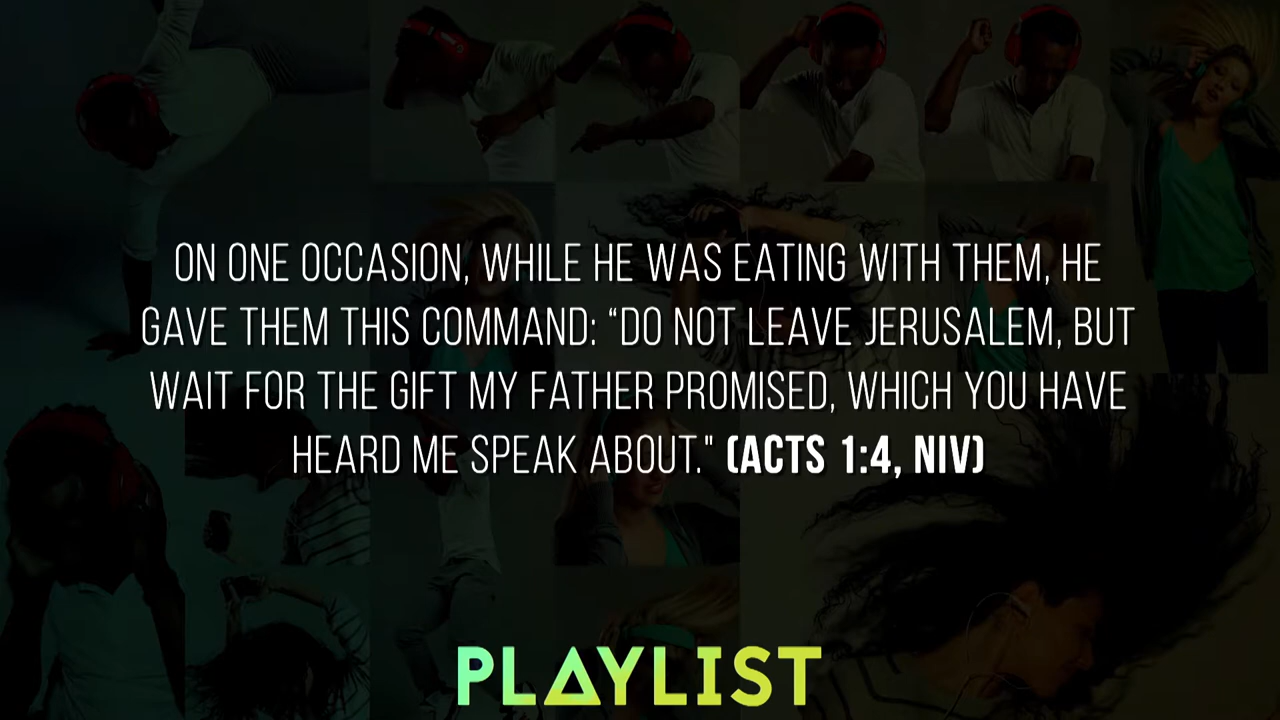 ON ONE OCCASION, WHILE HE WAS EATING WITH THEM, HE
GAVE THEM THIS COMMAND: “DO NOT LEAVE JERUSALEM, BUT
WAIT FOR THE GIFT MY FATHER PROMISED, WHICH YOU HAVE
HEARD ME SPEAK ABOUT." (ACTS 1:4, NIV)
PLAYLIST